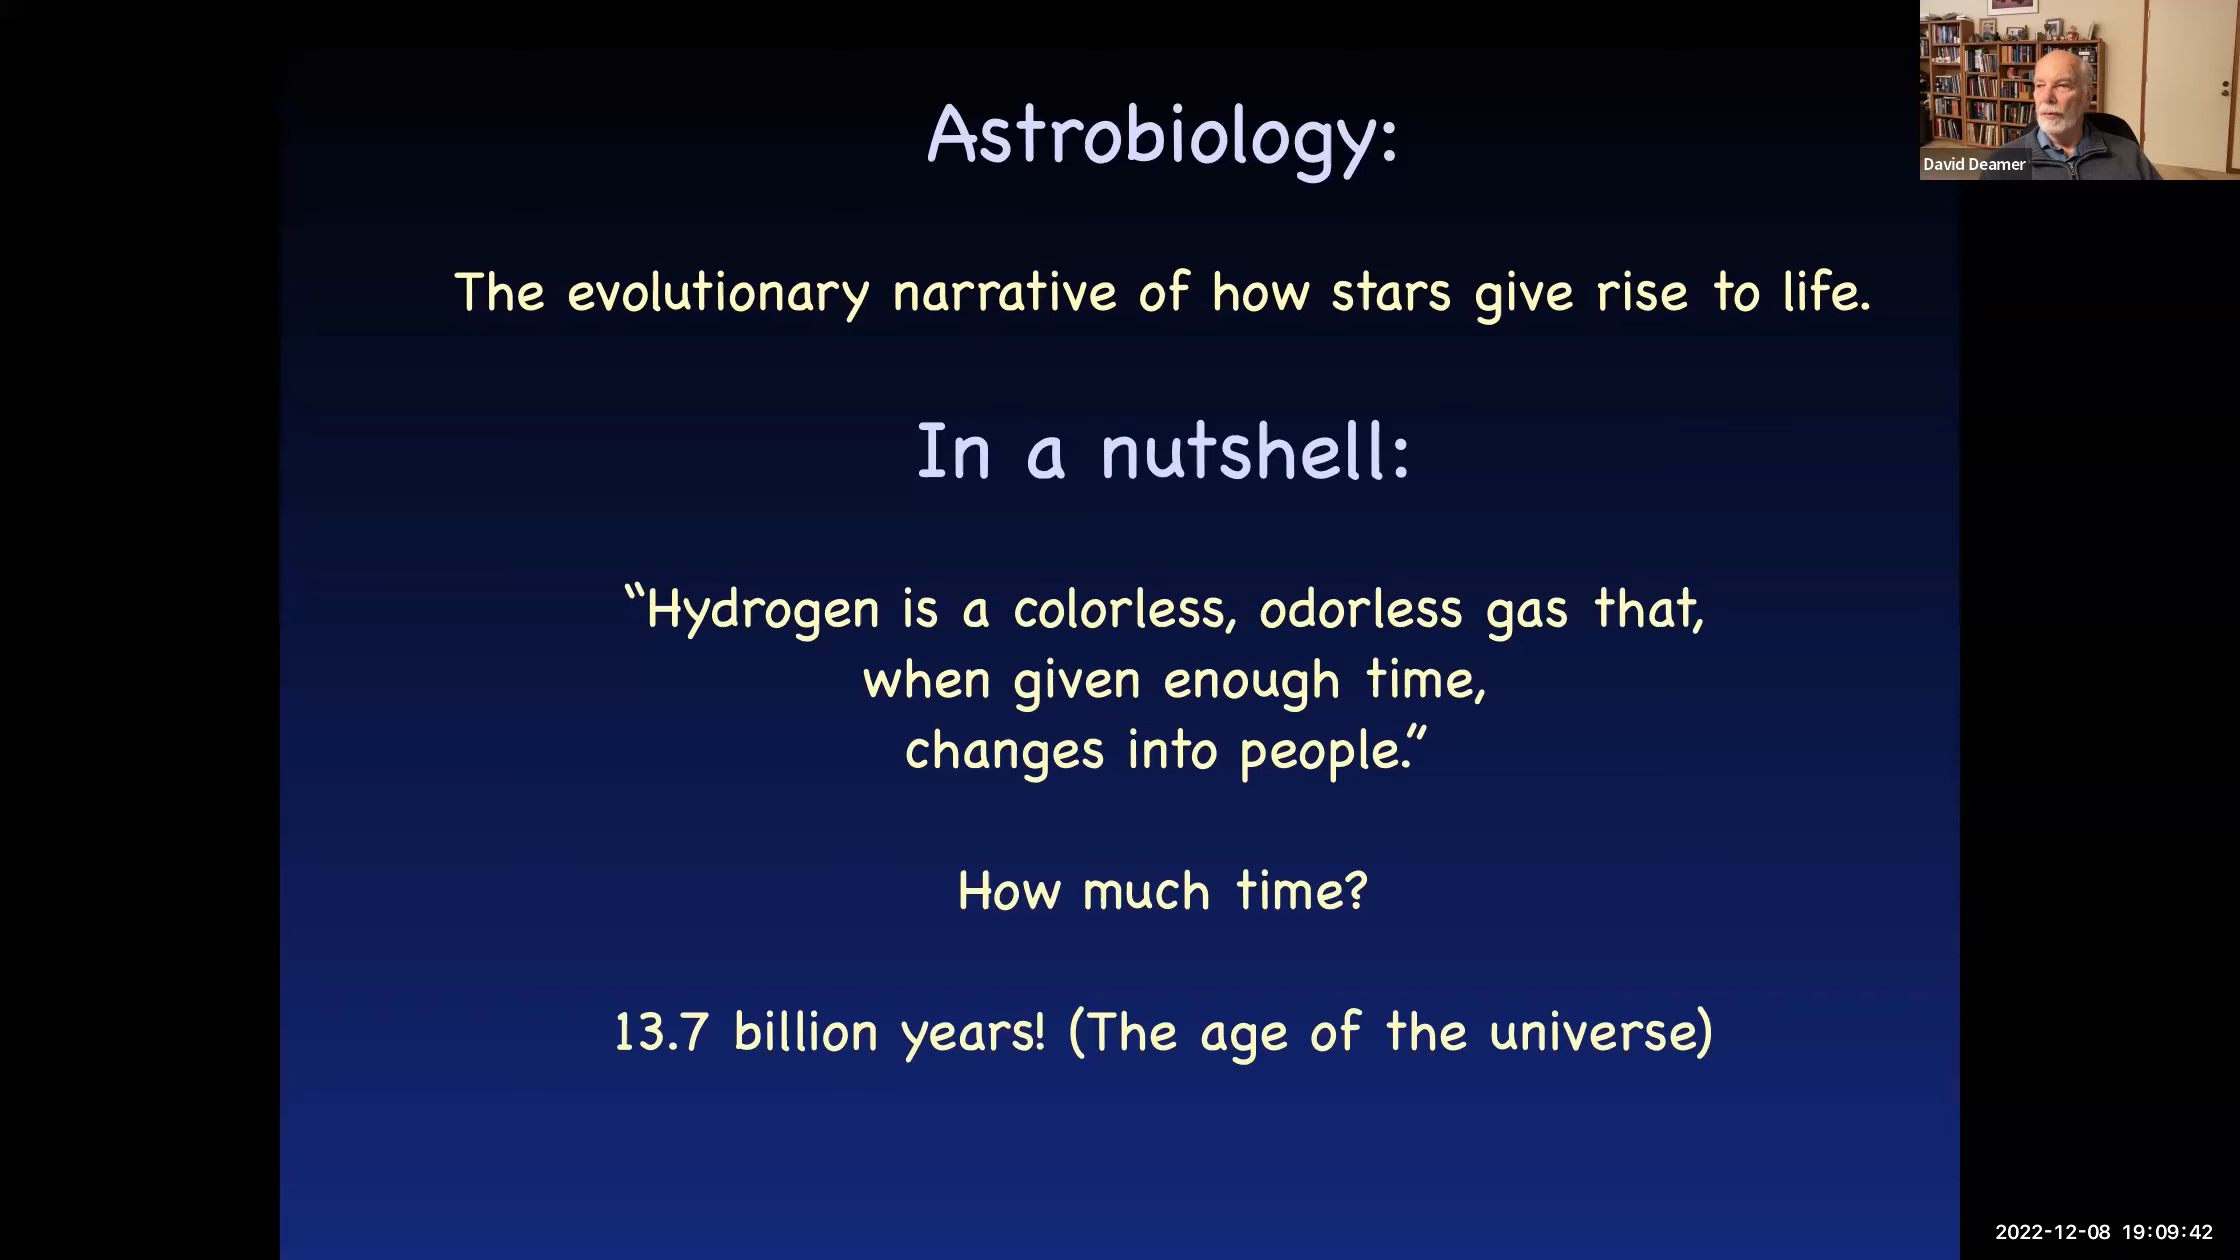 Astrobiology:
The evolutionary narrative of how stars give rise to life.
In a nutshell:
“Hydrogen is a colorless, odorless gas that,
when given enough time,
changes into people.”
How much time?
13.7 billion years! (The age of the universe)
David Deamer
2022-12-08 19:09:42